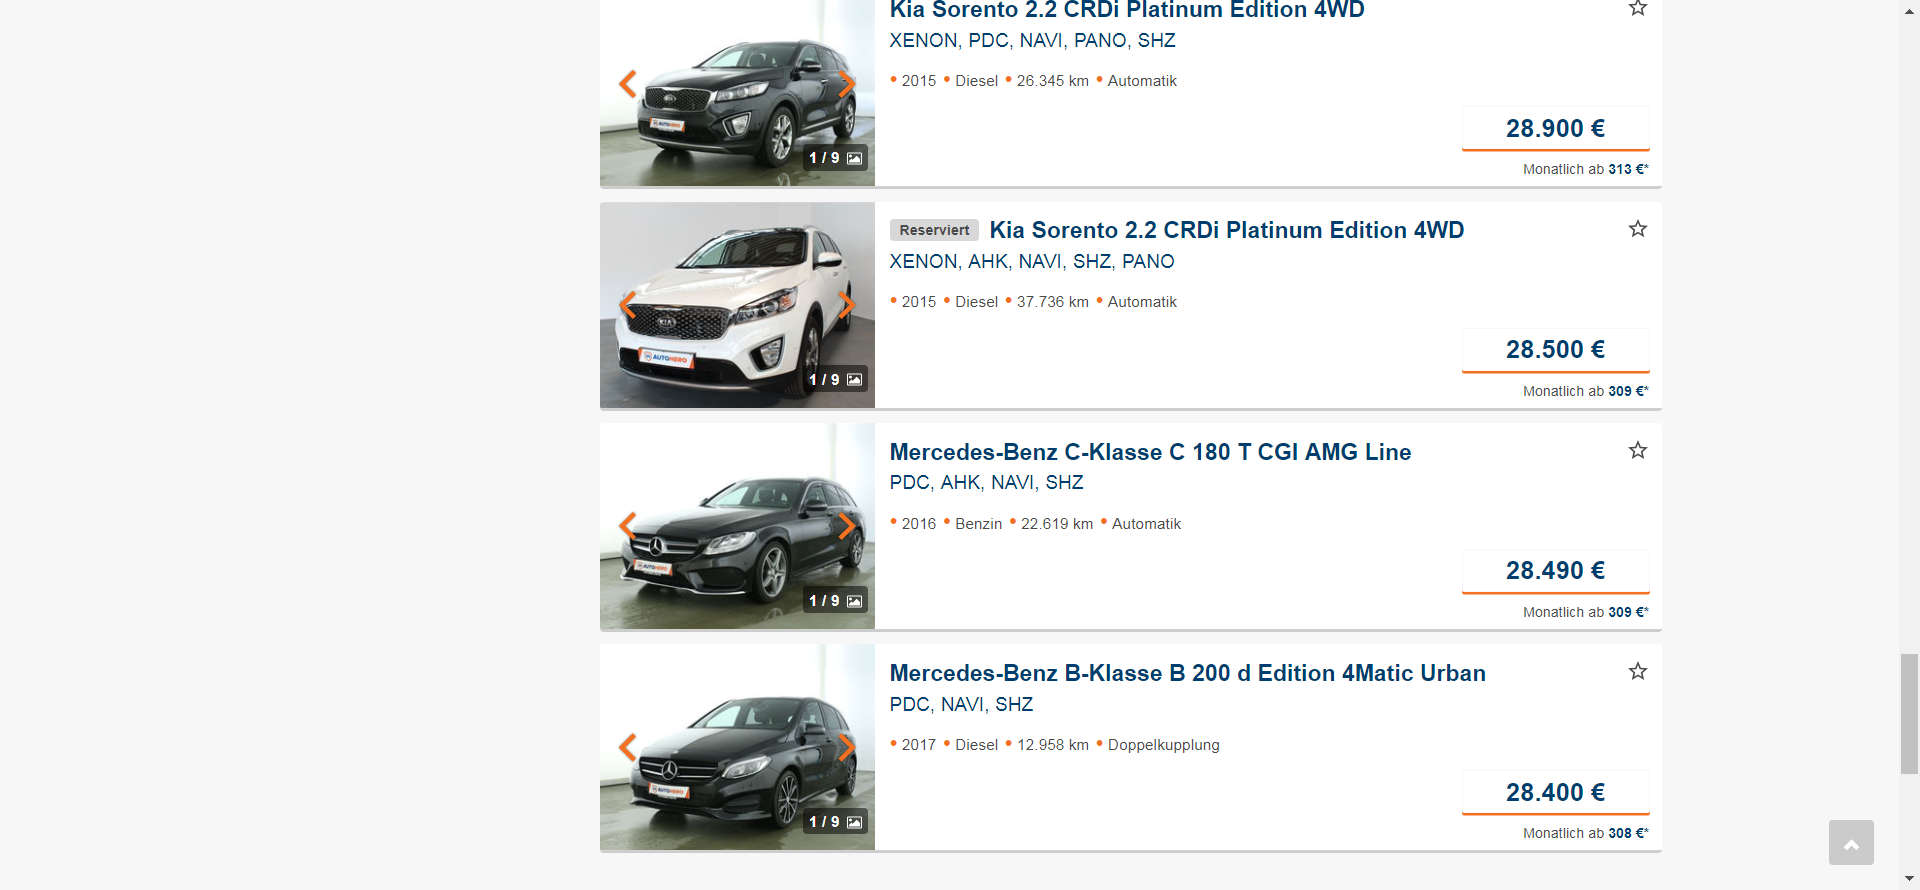 Kia Sorento 2.2 CRDi Platinum Edition 4WD
XENON, PDC, NAVI, PANO, SHZ
• 2015 • Diesel • 26.345 km • Automatik
28.900 €
Monatlich ab 313 €*
AUTOHERO
1 / 9
Reserviert Kia Sorento 2.2 CRDi Platinum Edition 4WD
XENON, AHK, NAVI, SHZ, PANO
• 2015 • Diesel • 37.736 km • Automatik
28.500 €
Monatlich ab 309 €*
KIA
AUTOHERO
1 / 9
Mercedes-Benz C-Klasse C 180 T CGI AMG Line
PDC, AHK, NAVI, SHZ
• 2016 • Benzin • 22.619 km • Automatik
28.490 €
Monatlich ab 309 €*
AUTOHERO
1 / 9
Mercedes-Benz B-Klasse B 200 d Edition 4Matic Urban
PDC, NAVI, SHZ
• 2017 • Diesel • 12.958 km • Doppelkupplung
28.400 €
Monatlich ab 308 €*
AUTOHERO
1 / 9